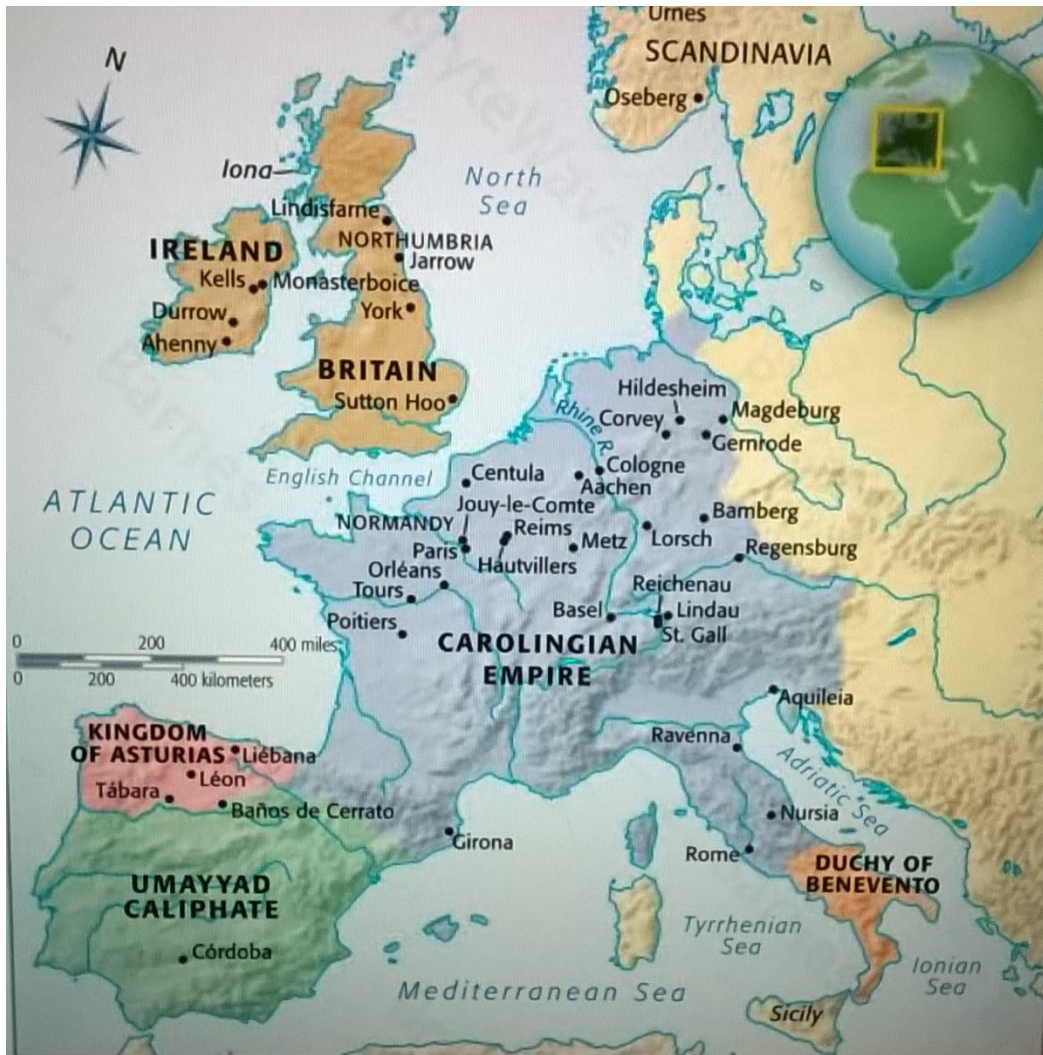 Urnes
SCANDINAVIA
Oseberg
N
Iona
North
Sea
Lindisfarne
NORTHUMBRIA
Jarrow
IRELAND
Kells
Monasterboice
Durrow
York
Ahenny
BRITAIN
Sutton Hoo
Hildesheim
Rhine R.
Corvey
Magdeburg
Gernrode
English Channel
Centula
Cologne
Aachen
ATLANTIC
OCEAN
Jouy-le-Comte
NORMANDY
Reims
Bamberg
Paris
Hautvillers
Metz
Lorsch
Regensburg
Orléans
Tours
Reichenau
Basel
Lindau
Poitiers
St. Gall
CAROLINGIAN
EMPIRE
0 200 400 miles
0 200 400 kilometers
Aquileia
KINGDOM
OF ASTURIAS
Liébana
Ravenna
Léon
Adriatic Sea
Tábara
Baños de Cerrato
Nursia
Girona
Rome
DUCHY OF
BENEVENTO
UMAYYAD
CALIPHATE
Córdoba
Tyrrhenian
Sea
Ionian
Sea
Mediterranean Sea
Sicily